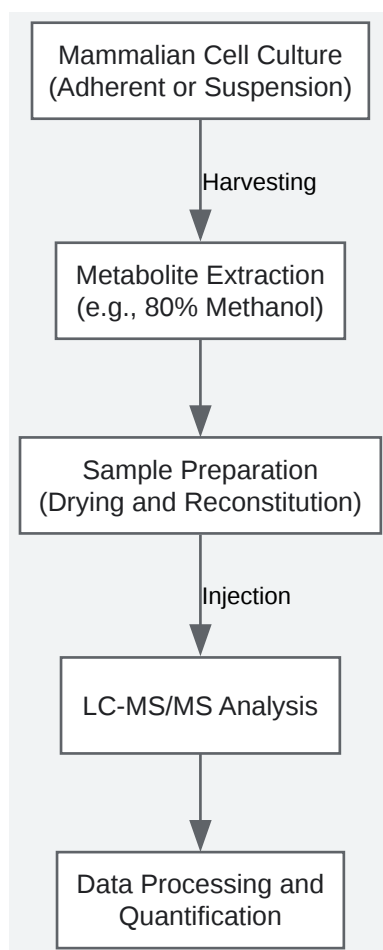 Mammalian Cell Culture
(Adherent or Suspension)
Harvesting
Metabolite Extraction
(e.g., 80% Methanol)
Sample Preparation
(Drying and Reconstitution)
Injection
LC-MS/MS Analysis
Data Processing and
Quantification